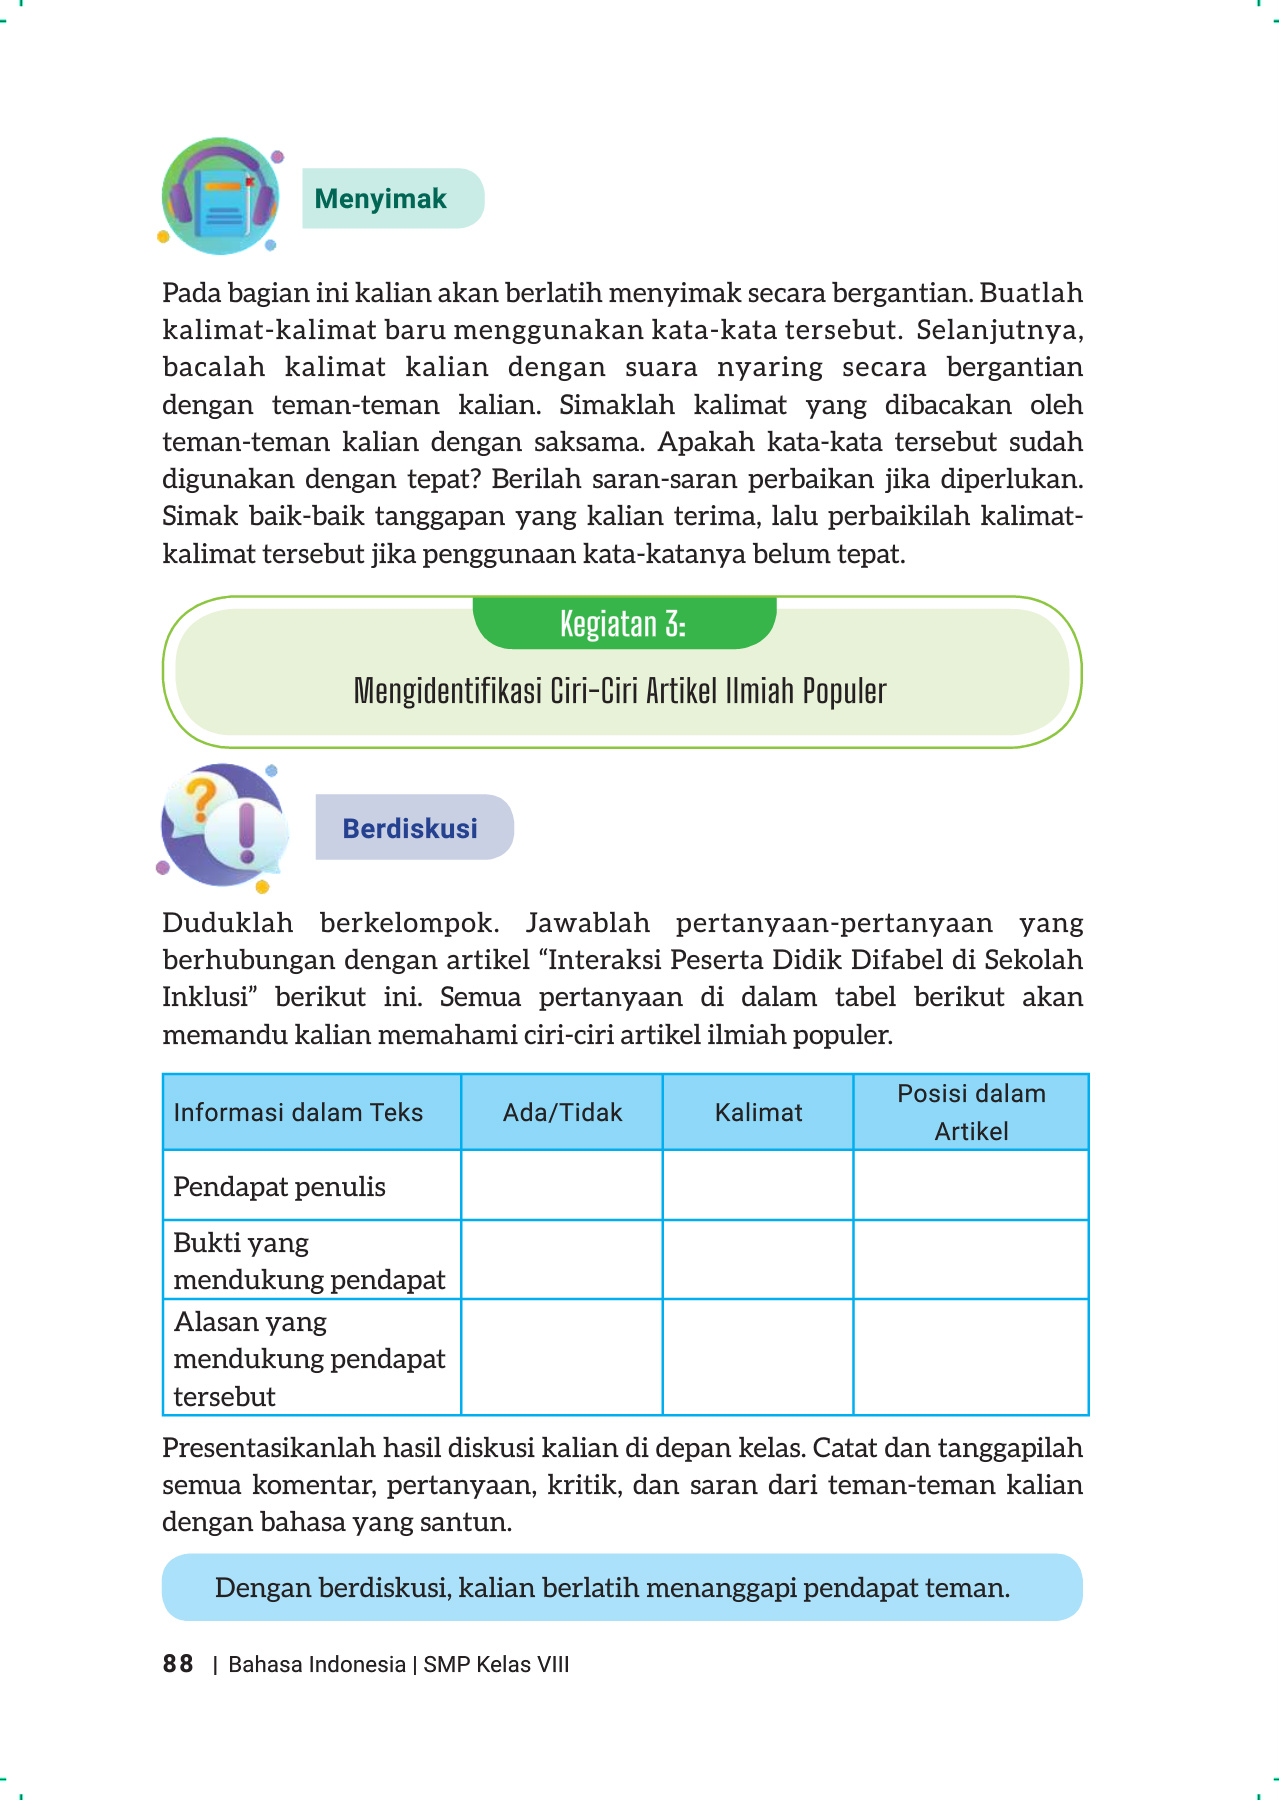 Menyimak
Pada bagian ini kalian akan berlatih menyimak secara bergantian. Buatlah
kalimat-kalimat baru menggunakan kata-kata tersebut. Selanjutnya,
bacalah kalimat kalian dengan suara nyaring secara bergantian
dengan teman-teman kalian. Simaklah kalimat yang dibacakan oleh
teman-teman kalian dengan saksama. Apakah kata-kata tersebut sudah
digunakan dengan tepat? Berilah saran-saran perbaikan jika diperlukan.
Simak baik-baik tanggapan yang kalian terima, lalu perbaikilah kalimat-
kalimat tersebut jika penggunaan kata-katanya belum tepat.
Kegiatan 3:
Mengidentifikasi Ciri-Ciri Artikel Ilmiah Populer
Berdiskusi
Duduklah berkelompok. Jawablah pertanyaan-pertanyaan yang
berhubungan dengan artikel “Interaksi Peserta Didik Difabel di Sekolah
Inklusi” berikut ini. Semua pertanyaan di dalam tabel berikut akan
memandu kalian memahami ciri-ciri artikel ilmiah populer.
Informasi dalam Teks
Ada/Tidak
Kalimat
Posisi dalam
Artikel
Pendapat penulis
Bukti yang
mendukung pendapat
Alasan yang
mendukung pendapat
tersebut
Presentasikanlah hasil diskusi kalian di depan kelas. Catat dan tanggapilah
semua komentar, pertanyaan, kritik, dan saran dari teman-teman kalian
dengan bahasa yang santun.
Dengan berdiskusi, kalian berlatih menanggapi pendapat teman.
88 | Bahasa Indonesia | SMP Kelas VIII